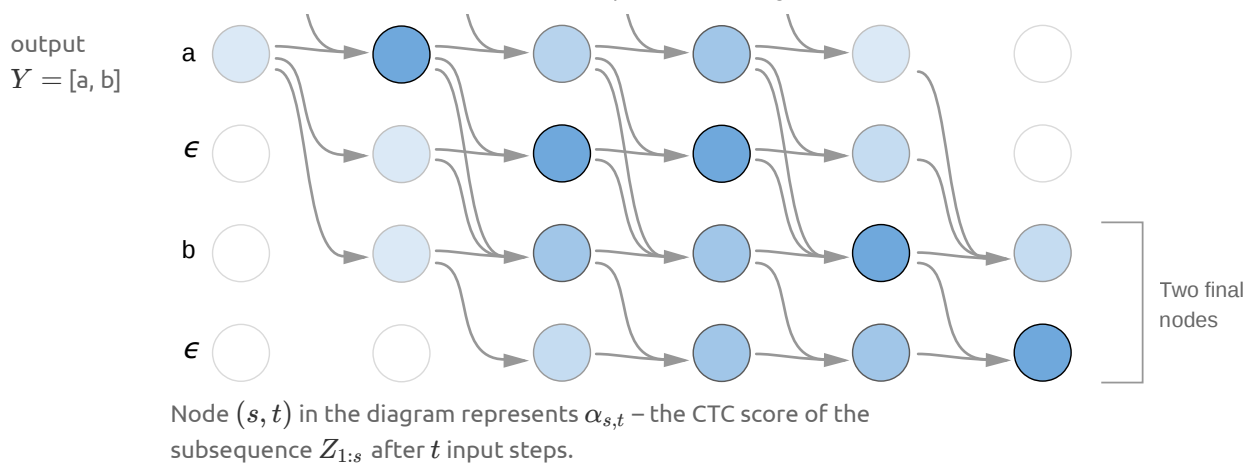 output
Y = [a, b]
a
ϵ
b
ϵ
Two final
nodes
Node (s, t) in the diagram represents α_{s,t} – the CTC score of the
subsequence Z_{1:s} after t input steps.